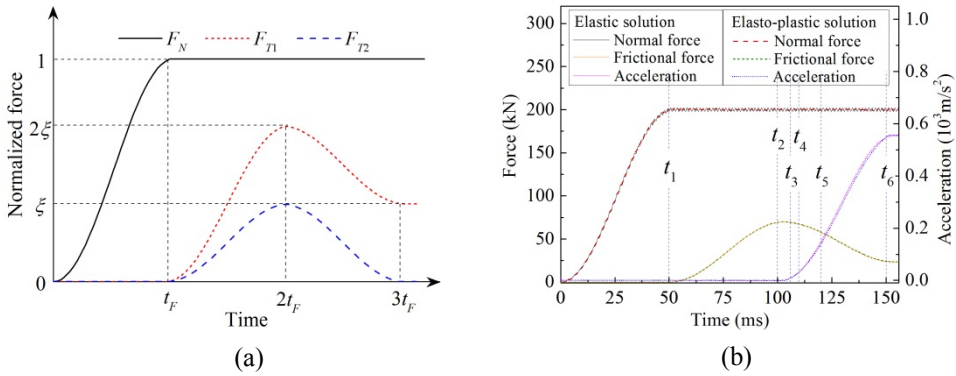 F_N F_T1 F_T2
Normalized force
1
2ξ
ξ
0
t_F 2t_F 3t_F
Time
(a)
Elastic solution
Normal force
Frictional force
Acceleration
Elasto-plastic solution
Normal force
Frictional force
Acceleration
Force (kN)
300
250
200
150
100
50
0
t_1
t_2
t_3
t_4
t_5
t_6
0 25 50 75 100 125 150
Time (ms)
1.0
0.8
0.6
0.4
0.2
0.0
Acceleration (10³m/s²)
(b)